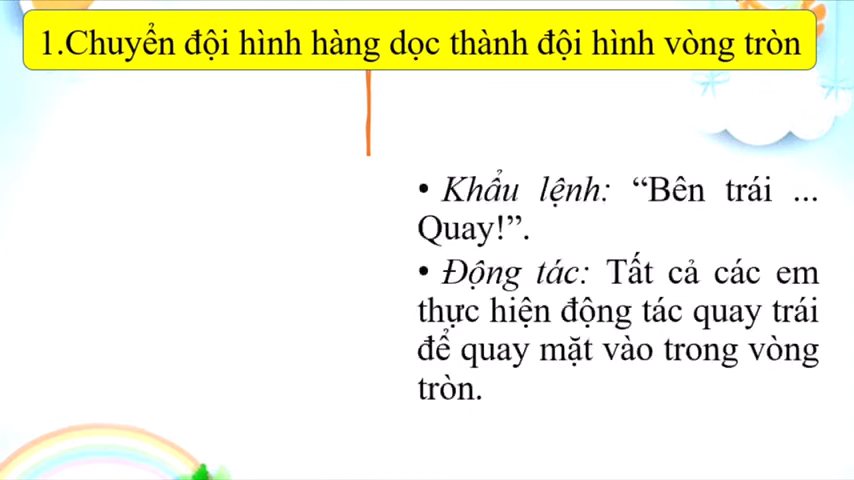 1.Chuyển đội hình hàng dọc thành đội hình vòng tròn
• Khẩu lệnh: “Bên trái ...
Quay!”.
• Động tác: Tất cả các em
thực hiện động tác quay trái
để quay mặt vào trong vòng
tròn.